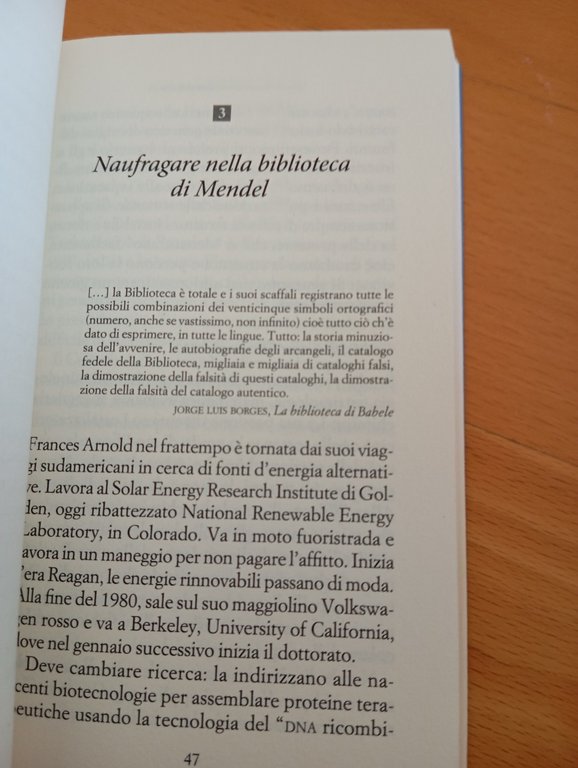 3
Naufragare nella biblioteca
di Mendel
[…] la Biblioteca è totale e i suoi scaffali registrano tutte le
possibili combinazioni dei venticinque simboli ortografici
(numero, anche se vastissimo, non infinito) cioè tutto ciò ch'è
dato di esprimere, in tutte le lingue. Tutto: la storia minuzio-
sa dell'avvenire, le autobiografie degli arcangeli, il catalogo
fedele della Biblioteca, migliaia e migliaia di cataloghi falsi,
la dimostrazione della falsità di questi cataloghi, la dimostra-
zione della falsità del catalogo autentico.
JORGE LUIS BORGES, La biblioteca di Babele
Frances Arnold nel frattempo è tornata dai suoi viag-
gi sudamericani in cerca di fonti d'energia alternati-
ve. Lavora al Solar Energy Research Institute di Gol-
den, oggi ribattezzato National Renewable Energy
Laboratory, in Colorado. Va in moto fuoristrada e
lavora in un maneggio per non pagare l'affitto. Inizia
l'era Reagan, le energie rinnovabili passano di moda.
Alla fine del 1980, sale sul suo maggiolino Volkswa-
gen rosso e va a Berkeley, University of California,
dove nel gennaio successivo inizia il dottorato.
Deve cambiare ricerca: la indirizzano alle na-
centi biotecnologie per assemblare proteine tera-
peutiche usando la tecnologia del "DNA ricombi-
47